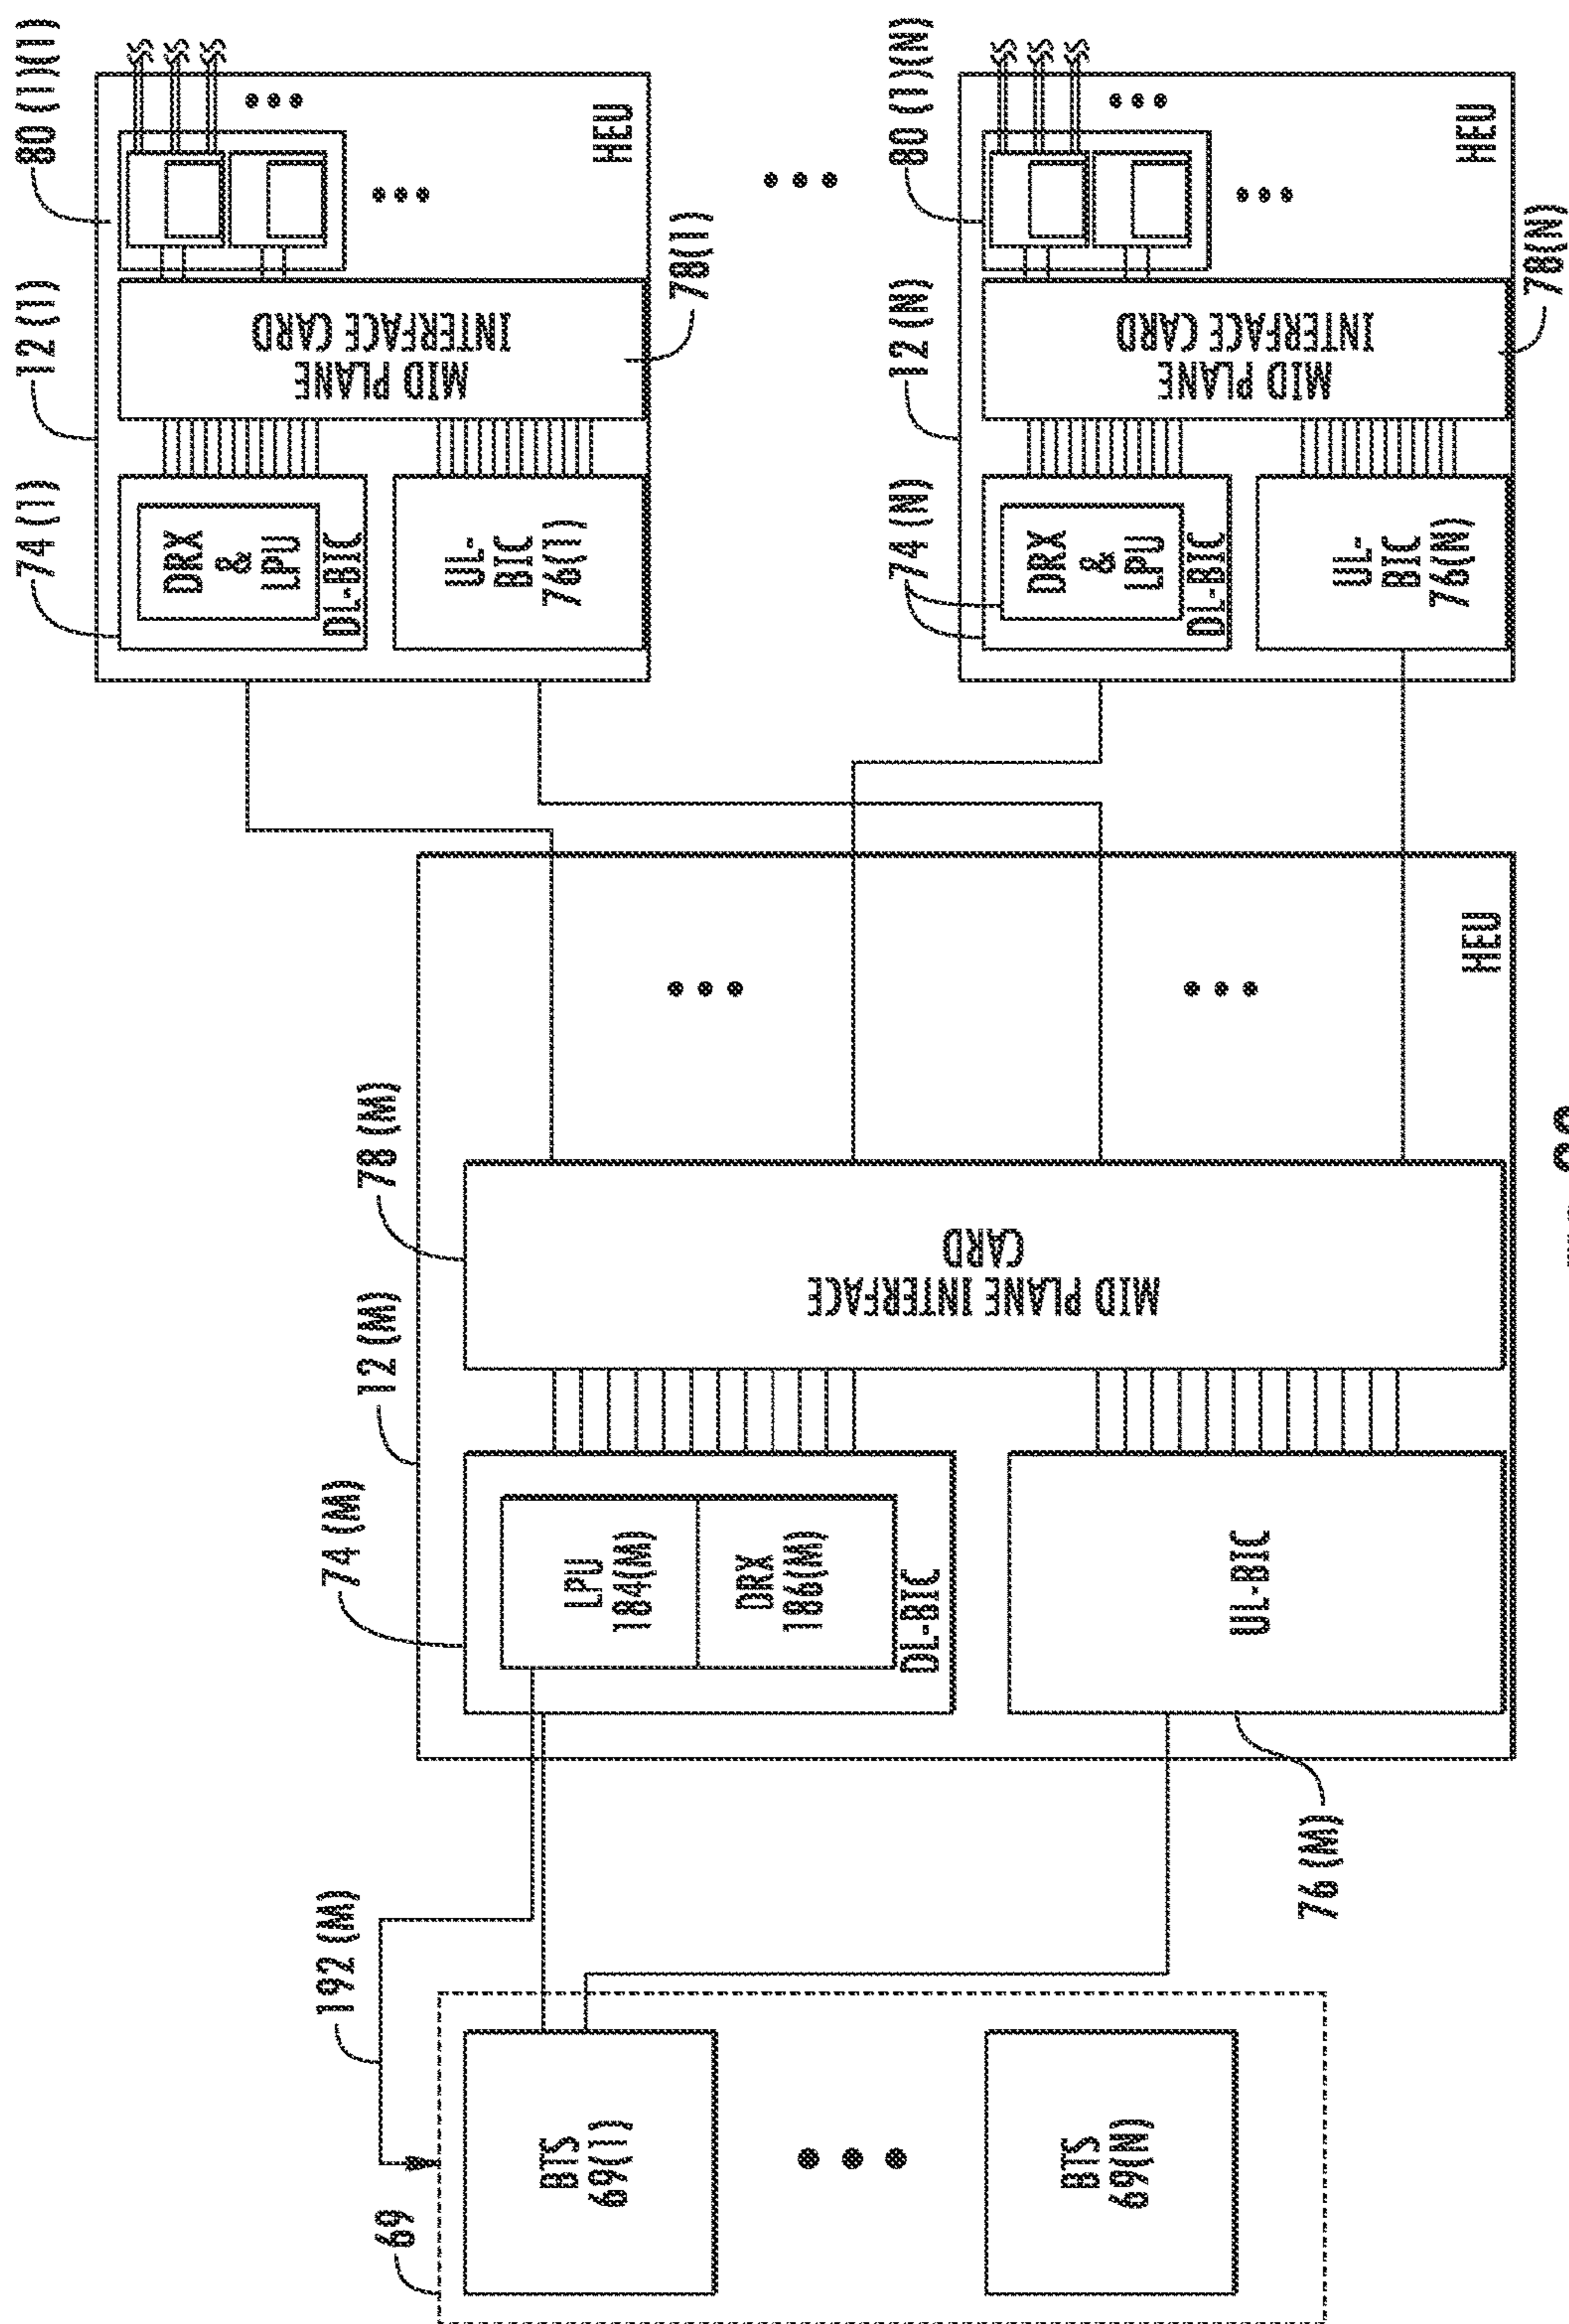 69
192 (M)
BTS
69(1)
BTS
69(N)
74 (M)
12 (M)
78 (M)
LPU
184(M)
DRX
186(M)
DL-BIC
UL-BIC
76 (M)
MID PLANE INTERFACE
CARD
HEU
74 (1)
12 (1)
80 (1)(1)
DRX
&
LPU
DL-BIC
UL-
BIC
76(1)
MID PLANE
INTERFACE CARD
78(1)
HEU
74 (N)
12 (N)
80 (1)(N)
DRX
&
LPU
DL-BIC
UL-
BIC
76(N)
MID PLANE
INTERFACE CARD
78(N)
HEU